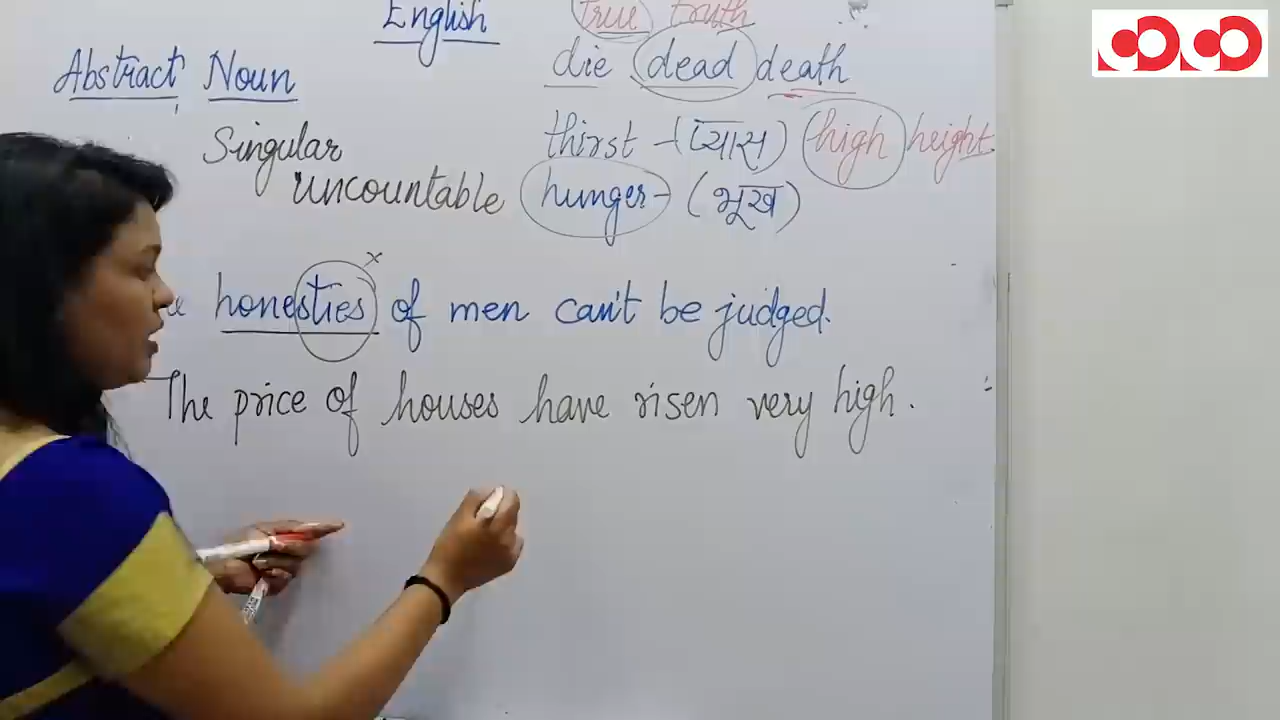 English
true truth
Abstract Noun
die dead death
Singular
thirst - (प्यास) high height
uncountable
hunger - (भूख)
honesties of men can't be judged.
x
The price of houses have risen very high.